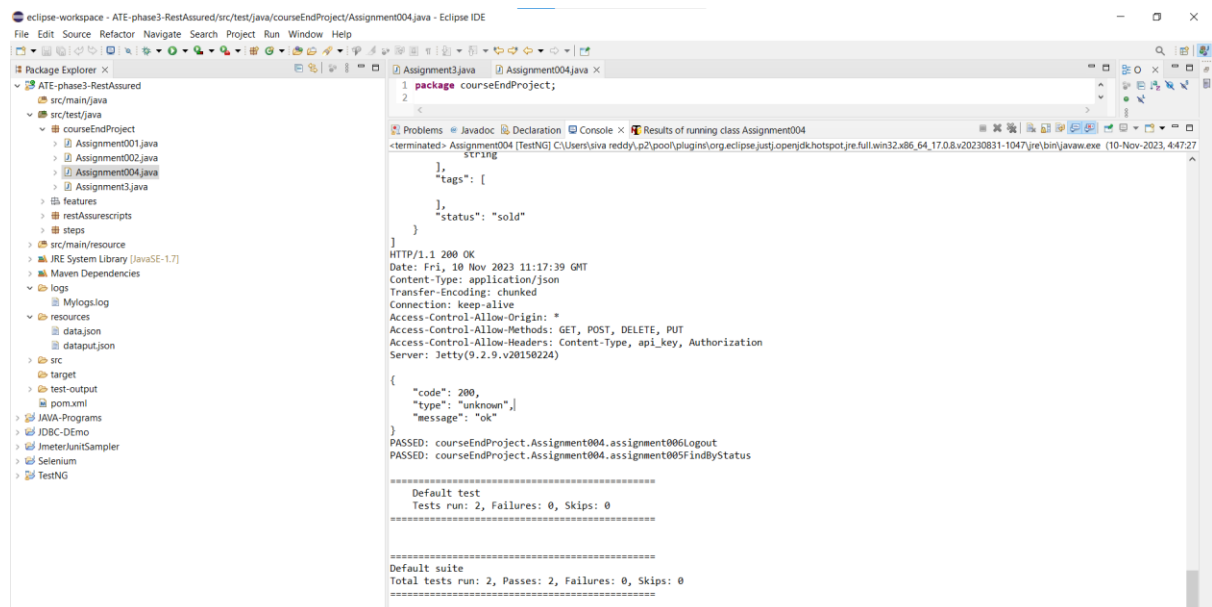 eclipse-workspace - ATE-phase3-RestAssured/src/test/java/courseEndProject/Assignment004.java - Eclipse IDE
File Edit Source Refactor Navigate Search Project Run Window Help
Package Explorer
ATE-phase3-RestAssured
src/main/java
src/test/java
courseEndProject
Assignment001.java
Assignment002.java
Assignment004.java
Assignment3.java
features
restAssurescripts
steps
src/main/resource
JRE System Library [JavaSE-1.7]
Maven Dependencies
logs
Mylogs.log
resources
data.json
dataput.json
src
target
test-output
pom.xml
JAVA-Programs
JDBC-DEmo
JmeterJunitSampler
Selenium
TestNG
Assignment3.java Assignment004.java
1 package courseEndProject;
2
O
Problems Javadoc Declaration Console Results of running class Assignment004
<terminated> Assignment004 [TestNG] C:\Users\siva reddy\.p2\pool\plugins\org.eclipse.justj.openjdk.hotspot.jre.full.win32.x86_64_17.0.8.v20230831-1047\jre\bin\javaw.exe (10-Nov-2023, 4:47:27
string
],
"tags": [
],
"status": "sold"
}
]
HTTP/1.1 200 OK
Date: Fri, 10 Nov 2023 11:17:39 GMT
Content-Type: application/json
Transfer-Encoding: chunked
Connection: keep-alive
Access-Control-Allow-Origin: *
Access-Control-Allow-Methods: GET, POST, DELETE, PUT
Access-Control-Allow-Headers: Content-Type, api_key, Authorization
Server: Jetty(9.2.9.v20150224)
{
"code": 200,
"type": "unknown",
"message": "ok"
}
PASSED: courseEndProject.Assignment004.assignment006Logout
PASSED: courseEndProject.Assignment004.assignment005FindByStatus
===============================================
Default test
Tests run: 2, Failures: 0, Skips: 0
===============================================
===============================================
Default suite
Total tests run: 2, Passes: 2, Failures: 0, Skips: 0
===============================================